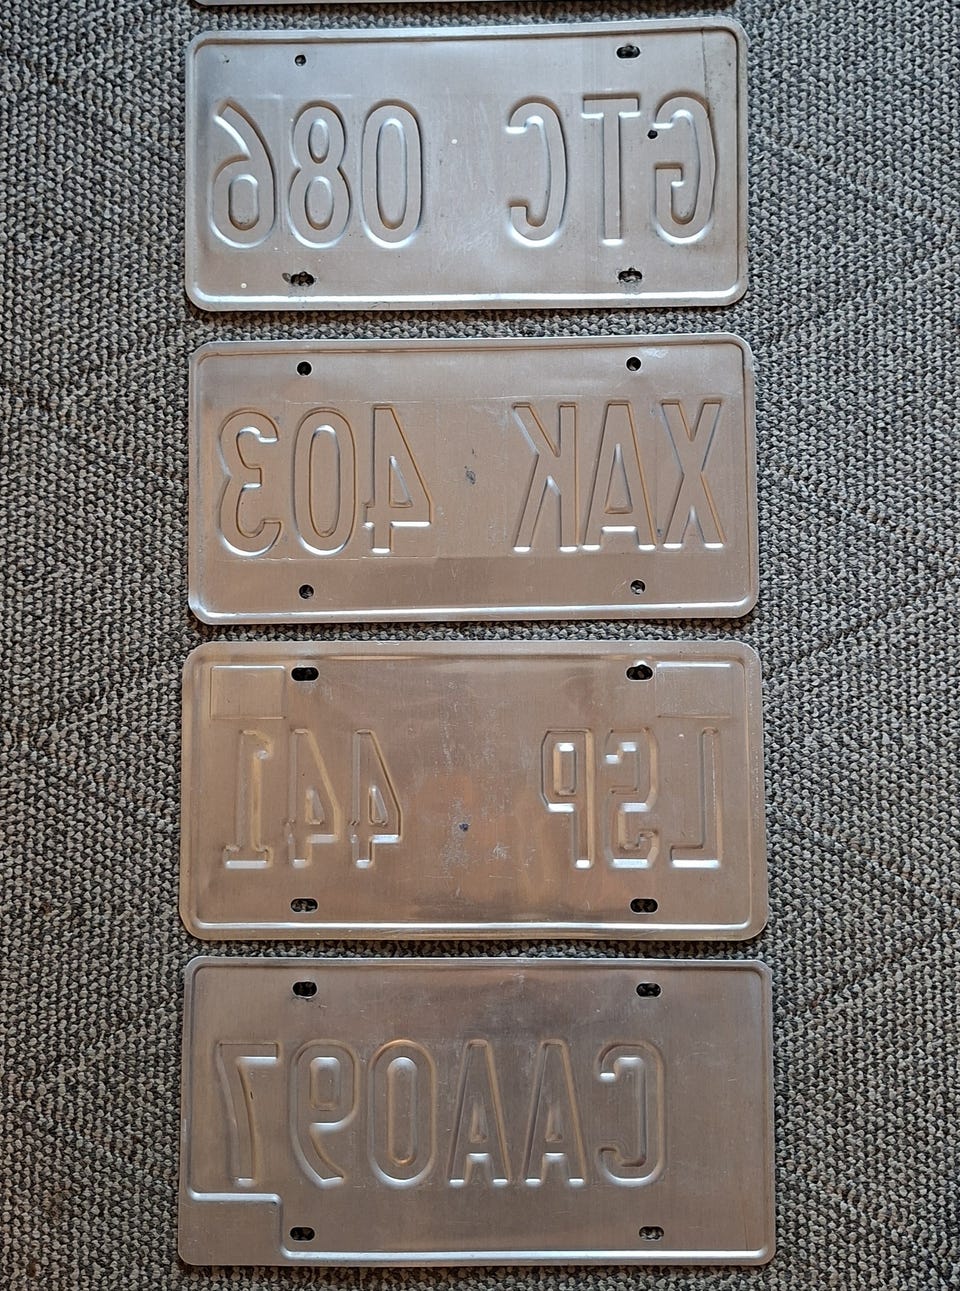 GTC 086
XAK 403
LSP 441
CAA097